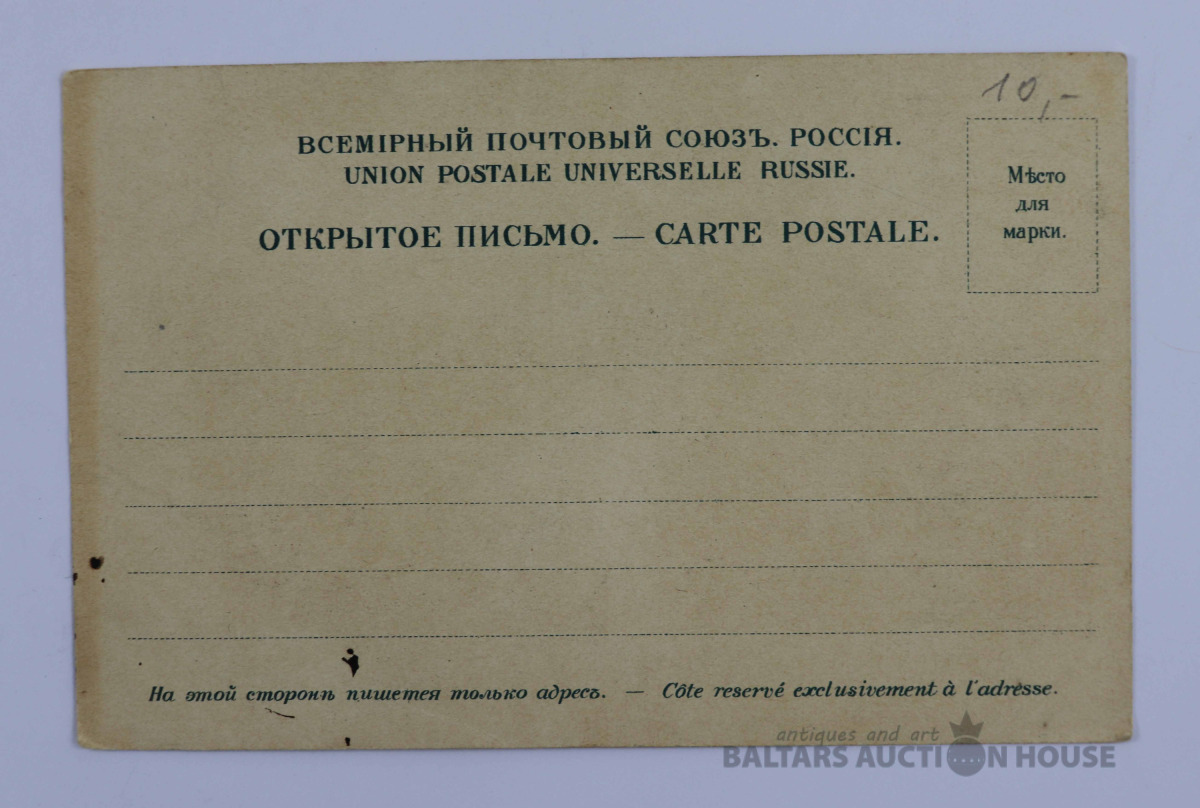 10,-
ВСЕМІРНЫЙ ПОЧТОВЫЙ СОЮЗЪ. РОССІЯ.
UNION POSTALE UNIVERSELLE RUSSIE.
ОТКРЫТОЕ ПИСЬМО. — CARTE POSTALE.
Мѣсто
для
марки.
На этой сторонѣ пишется только адресъ. — Côte reservé exclusivement à l'adresse.
antiques and art
BALTARS AUCTION HOUSE